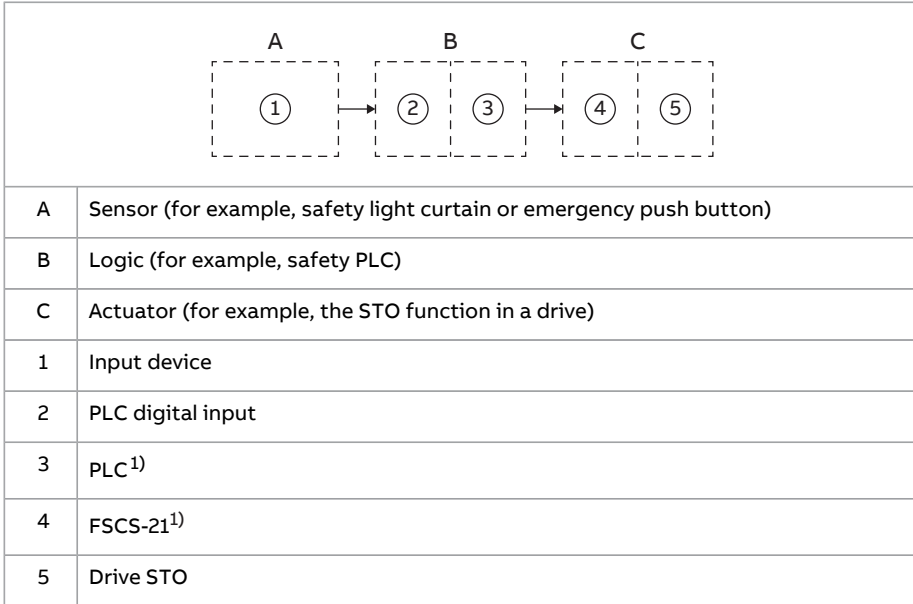 A B C
1 2 3 4 5
A Sensor (for example, safety light curtain or emergency push button)
B Logic (for example, safety PLC)
C Actuator (for example, the STO function in a drive)
1 Input device
2 PLC digital input
3 PLC1)
4 FSCS-211)
5 Drive STO